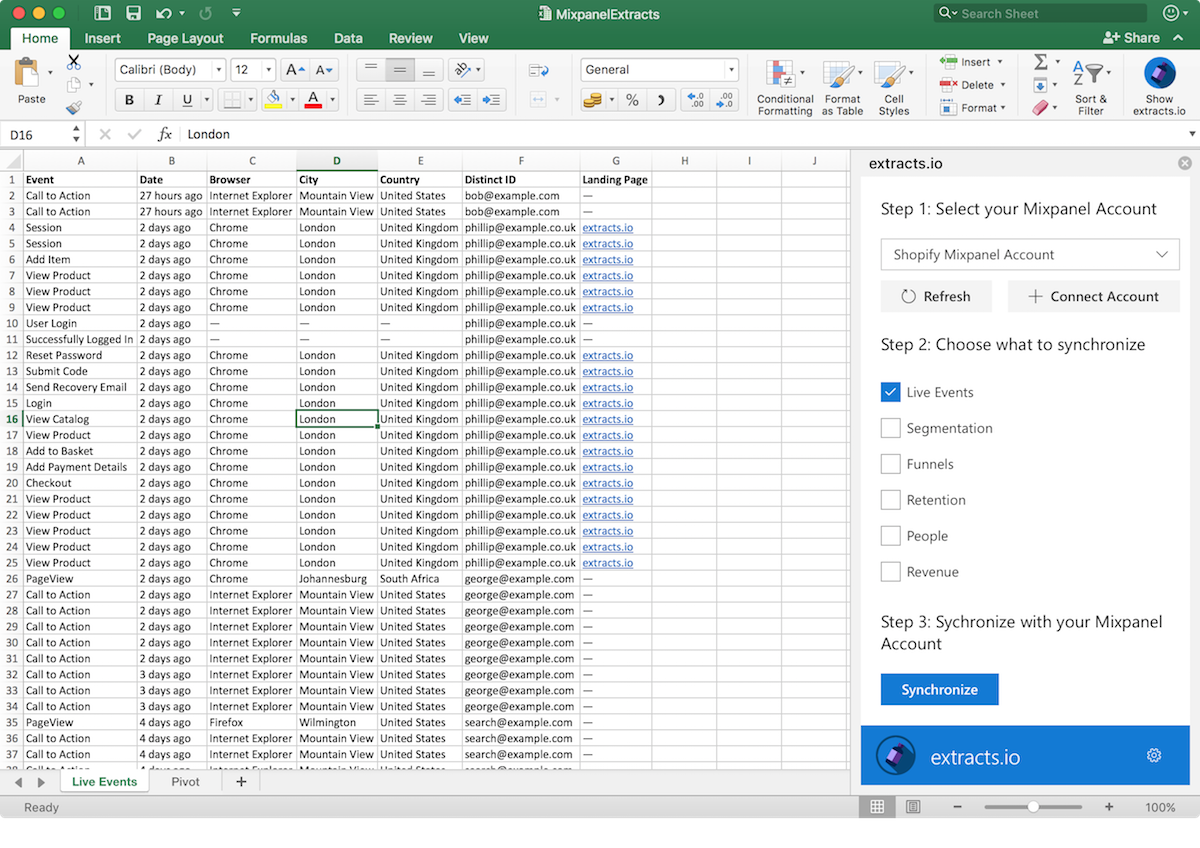 MixpanelExtracts
Search Sheet
Home Insert Page Layout Formulas Data Review View
Share
Paste
Calibri (Body) 12
B I U
General
%
Conditional Formatting
Format as Table
Cell Styles
Insert
Delete
Format
Sort & Filter
Show extracts.io
D16 fx London
A B C D E F G H I J
1 Event Date Browser City Country Distinct ID Landing Page
2 Call to Action 27 hours ago Internet Explorer Mountain View United States bob@example.com —
3 Call to Action 27 hours ago Internet Explorer Mountain View United States bob@example.com —
4 Session 2 days ago Chrome London United Kingdom phillip@example.co.uk extracts.io
5 Session 2 days ago Chrome London United Kingdom phillip@example.co.uk extracts.io
6 Add Item 2 days ago Chrome London United Kingdom phillip@example.co.uk extracts.io
7 View Product 2 days ago Chrome London United Kingdom phillip@example.co.uk extracts.io
8 View Product 2 days ago Chrome London United Kingdom phillip@example.co.uk extracts.io
9 View Product 2 days ago Chrome London United Kingdom phillip@example.co.uk extracts.io
10 User Login 2 days ago — — — phillip@example.co.uk —
11 Successfully Logged In 2 days ago — — — phillip@example.co.uk —
12 Reset Password 2 days ago Chrome London United Kingdom phillip@example.co.uk extracts.io
13 Submit Code 2 days ago Chrome London United Kingdom phillip@example.co.uk extracts.io
14 Send Recovery Email 2 days ago Chrome London United Kingdom phillip@example.co.uk extracts.io
15 Login 2 days ago Chrome London United Kingdom phillip@example.co.uk extracts.io
16 View Catalog 2 days ago Chrome London United Kingdom phillip@example.co.uk extracts.io
17 View Product 2 days ago Chrome London United Kingdom phillip@example.co.uk extracts.io
18 Add to Basket 2 days ago Chrome London United Kingdom phillip@example.co.uk extracts.io
19 Add Payment Details 2 days ago Chrome London United Kingdom phillip@example.co.uk extracts.io
20 Checkout 2 days ago Chrome London United Kingdom phillip@example.co.uk extracts.io
21 View Product 2 days ago Chrome London United Kingdom phillip@example.co.uk extracts.io
22 View Product 2 days ago Chrome London United Kingdom phillip@example.co.uk extracts.io
23 View Product 2 days ago Chrome London United Kingdom phillip@example.co.uk extracts.io
24 View Product 2 days ago Chrome London United Kingdom phillip@example.co.uk extracts.io
25 View Product 2 days ago Chrome London United Kingdom phillip@example.co.uk extracts.io
26 PageView 2 days ago Chrome Johannesburg South Africa george@example.com —
27 Call to Action 2 days ago Internet Explorer Mountain View United States george@example.com —
28 Call to Action 2 days ago Internet Explorer Mountain View United States george@example.com —
29 Call to Action 2 days ago Internet Explorer Mountain View United States george@example.com —
30 Call to Action 2 days ago Internet Explorer Mountain View United States george@example.com —
31 Call to Action 2 days ago Internet Explorer Mountain View United States george@example.com —
32 Call to Action 3 days ago Internet Explorer Mountain View United States george@example.com —
33 Call to Action 3 days ago Internet Explorer Mountain View United States george@example.com —
34 Call to Action 3 days ago Internet Explorer Mountain View United States george@example.com —
35 PageView 4 days ago Firefox Wilmington United States search@example.com —
36 Call to Action 4 days ago Internet Explorer Mountain View United States search@example.com —
37 Call to Action 4 days ago Internet Explorer Mountain View United States search@example.com —
Live Events Pivot +
Ready
100%
extracts.io
Step 1: Select your Mixpanel Account
Shopify Mixpanel Account
Refresh
Connect Account
Step 2: Choose what to synchronize
Live Events
Segmentation
Funnels
Retention
People
Revenue
Step 3: Sychronize with your Mixpanel
Account
Synchronize
extracts.io